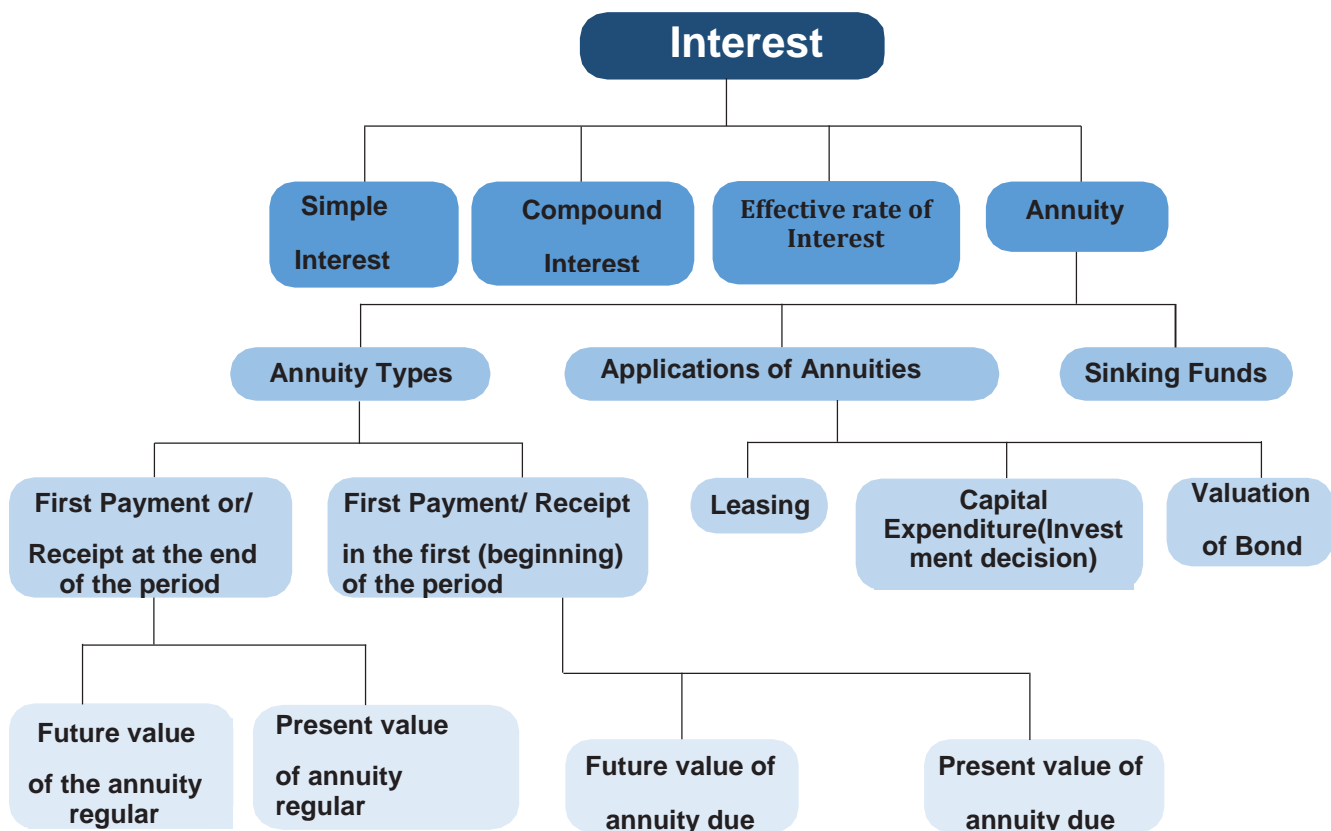 Interest
Simple
Interest
Compound
Interest
Effective rate of
Interest
Annuity
Annuity Types
Applications of Annuities
Sinking Funds
First Payment or/
Receipt at the end
of the period
First Payment/ Receipt
in the first (beginning)
of the period
Leasing
Capital
Expenditure(Invest
ment decision)
Valuation
of Bond
Future value
of the annuity
regular
Present value
of annuity
regular
Future value of
annuity due
Present value of
annuity due